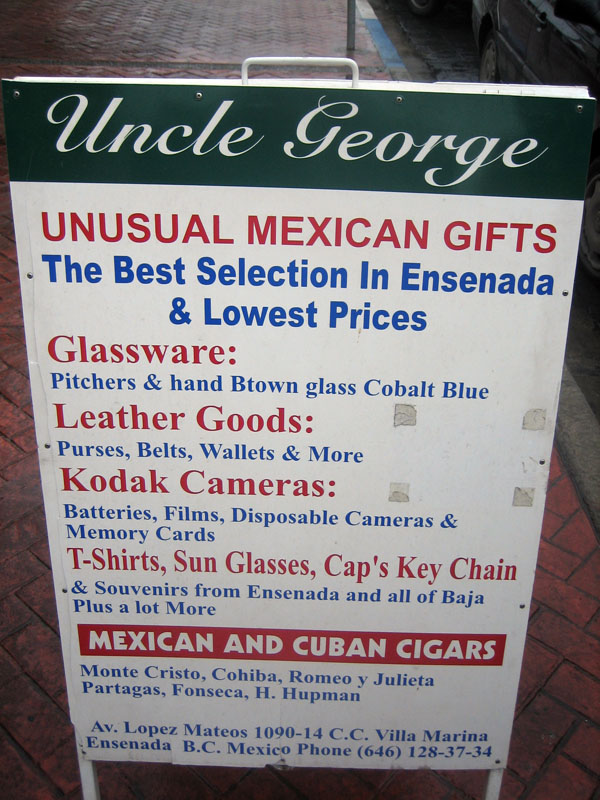 Uncle George
UNUSUAL MEXICAN GIFTS
The Best Selection In Ensenada
& Lowest Prices
Glassware:
Pitchers & hand Btown glass Cobalt Blue
Leather Goods:
Purses, Belts, Wallets & More
Kodak Cameras:
Batteries, Films, Disposable Cameras &
Memory Cards
T-Shirts, Sun Glasses, Cap's Key Chain
& Souvenirs from Ensenada and all of Baja
Plus a lot More
MEXICAN AND CUBAN CIGARS
Monte Cristo, Cohiba, Romeo y Julieta
Partagas, Fonseca, H. Hupman
Av. Lopez Mateos 1090-14 C.C. Villa Marina
Ensenada B.C. Mexico Phone (646) 128-37-34